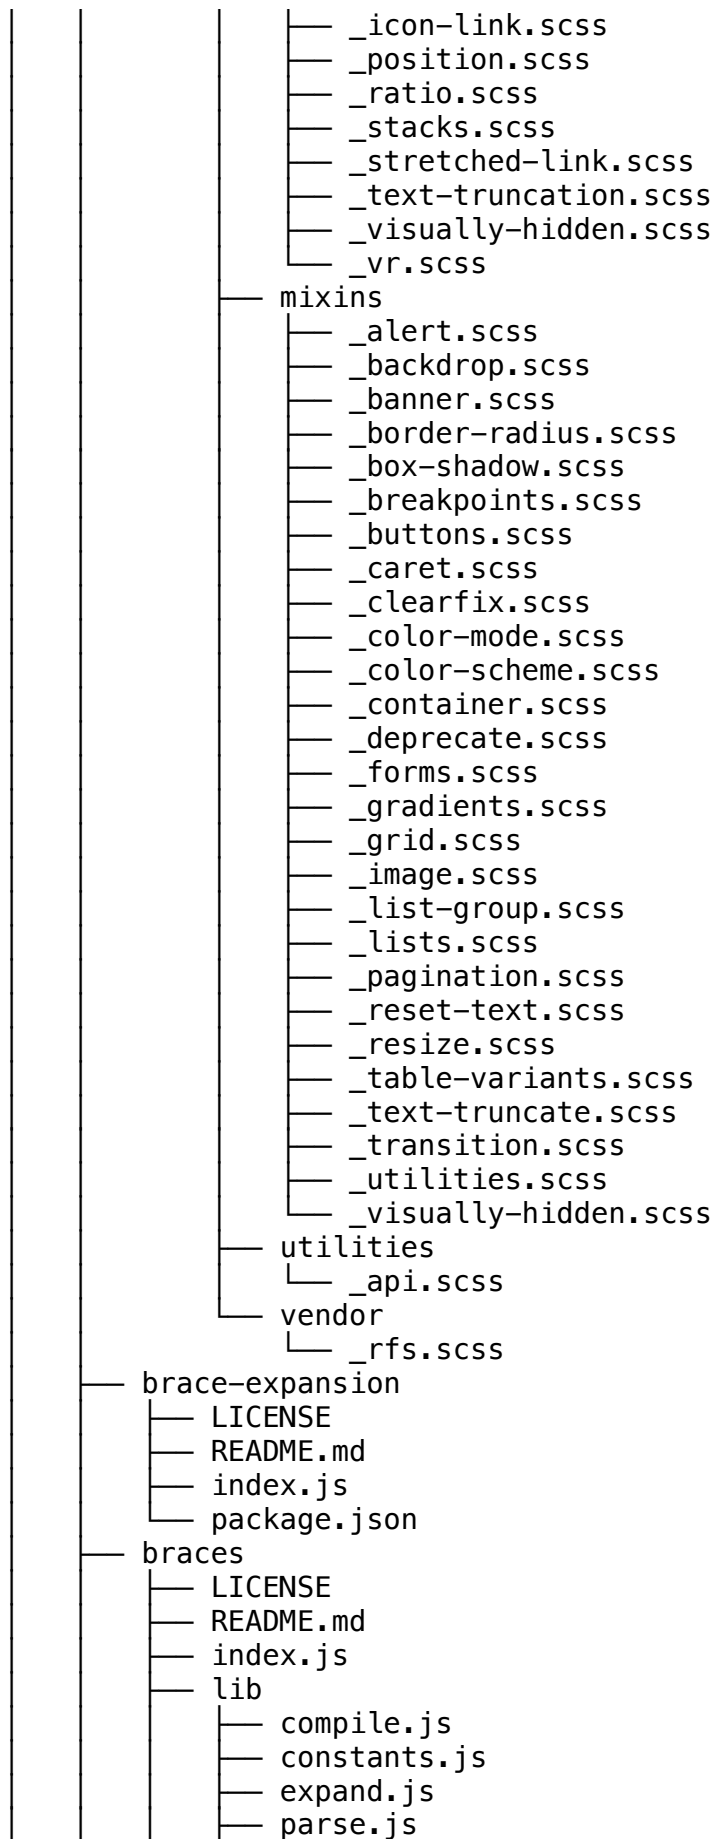 │   │       │   ├── _icon-link.scss
│   │       │   ├── _position.scss
│   │       │   ├── _ratio.scss
│   │       │   ├── _stacks.scss
│   │       │   ├── _stretched-link.scss
│   │       │   ├── _text-truncation.scss
│   │       │   ├── _visually-hidden.scss
│   │       │   └── _vr.scss
│   │       ├── mixins
│   │       │   ├── _alert.scss
│   │       │   ├── _backdrop.scss
│   │       │   ├── _banner.scss
│   │       │   ├── _border-radius.scss
│   │       │   ├── _box-shadow.scss
│   │       │   ├── _breakpoints.scss
│   │       │   ├── _buttons.scss
│   │       │   ├── _caret.scss
│   │       │   ├── _clearfix.scss
│   │       │   ├── _color-mode.scss
│   │       │   ├── _color-scheme.scss
│   │       │   ├── _container.scss
│   │       │   ├── _deprecate.scss
│   │       │   ├── _forms.scss
│   │       │   ├── _gradients.scss
│   │       │   ├── _grid.scss
│   │       │   ├── _image.scss
│   │       │   ├── _list-group.scss
│   │       │   ├── _lists.scss
│   │       │   ├── _pagination.scss
│   │       │   ├── _reset-text.scss
│   │       │   ├── _resize.scss
│   │       │   ├── _table-variants.scss
│   │       │   ├── _text-truncate.scss
│   │       │   ├── _transition.scss
│   │       │   ├── _utilities.scss
│   │       │   └── _visually-hidden.scss
│   │       ├── utilities
│   │       │   └── _api.scss
│   │       └── vendor
│   │           └── _rfs.scss
│   ├── brace-expansion
│   │   ├── LICENSE
│   │   ├── README.md
│   │   ├── index.js
│   │   └── package.json
│   ├── braces
│   │   ├── LICENSE
│   │   ├── README.md
│   │   ├── index.js
│   │   ├── lib
│   │   │   ├── compile.js
│   │   │   ├── constants.js
│   │   │   ├── expand.js
│   │   │   ├── parse.js